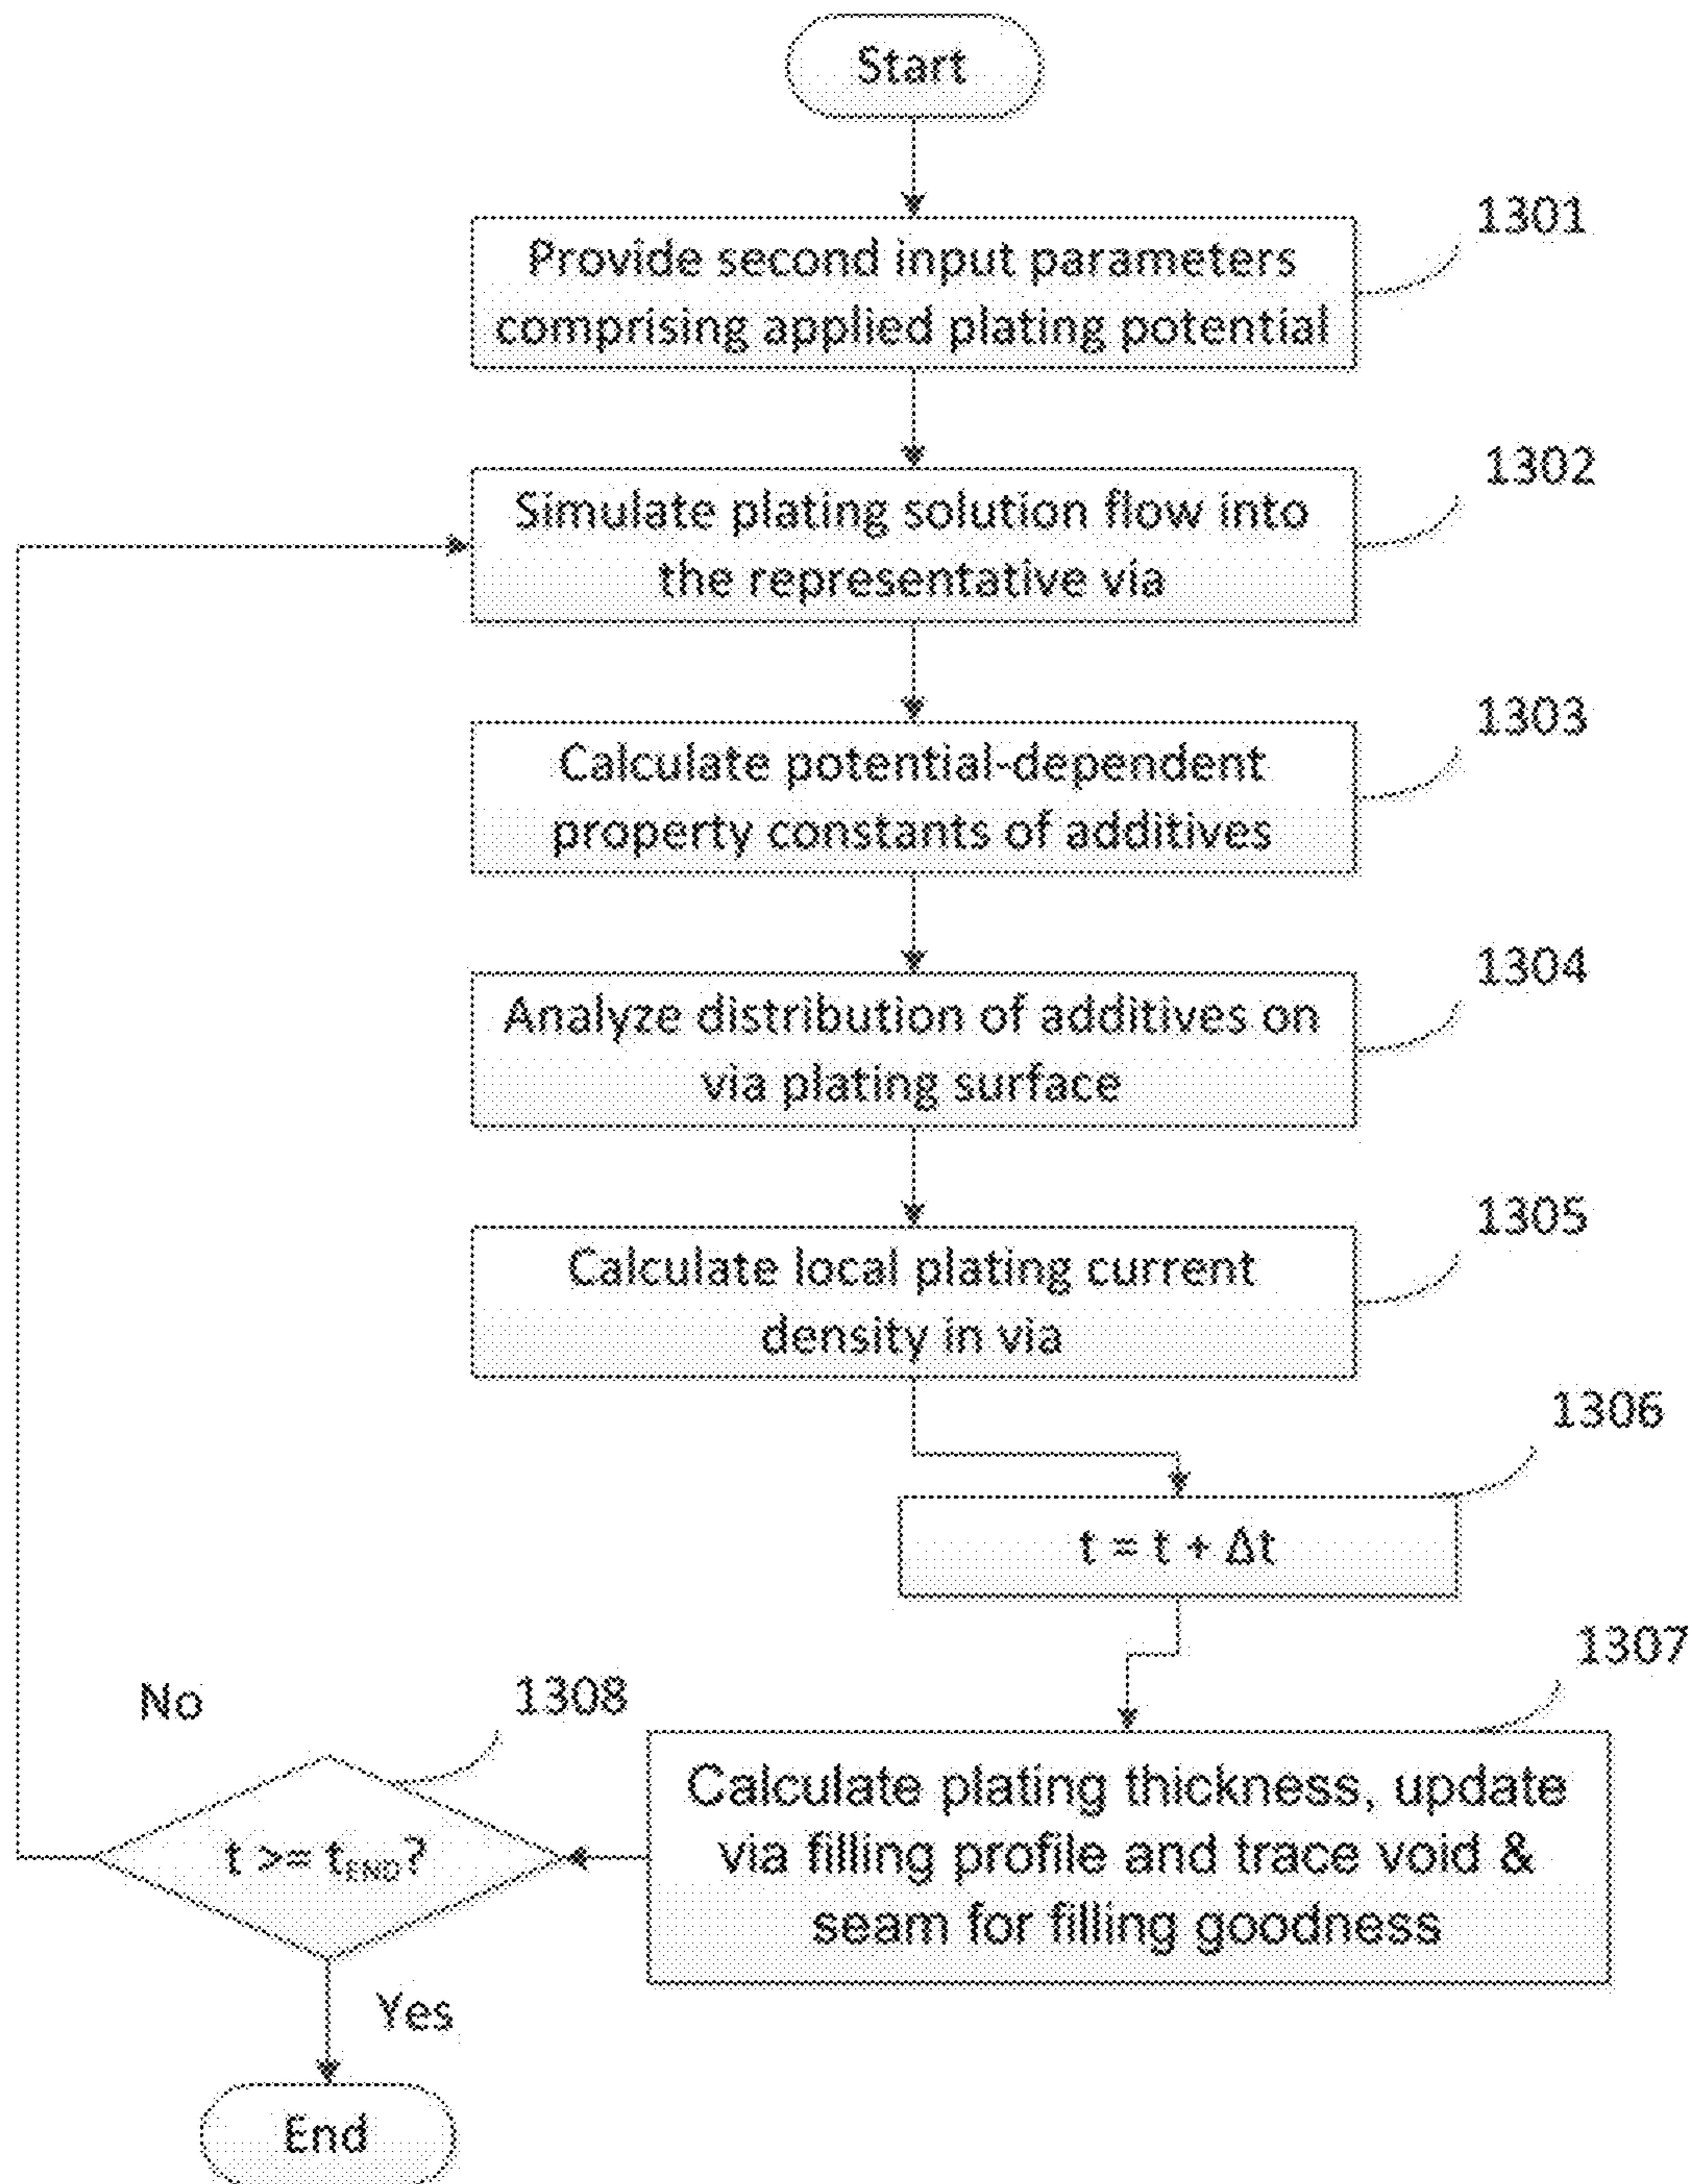 Start
1301
Provide second input parameters
comprising applied plating potential
1302
Simulate plating solution flow into
the representative via
1303
Calculate potential-dependent
property constants of additives
1304
Analyze distribution of additives on
via plating surface
1305
Calculate local plating current
density in via
1306
t = t + Δt
1307
Calculate plating thickness, update
via filling profile and trace void &
seam for filling goodness
1308
No
t >= tEND?
Yes
End